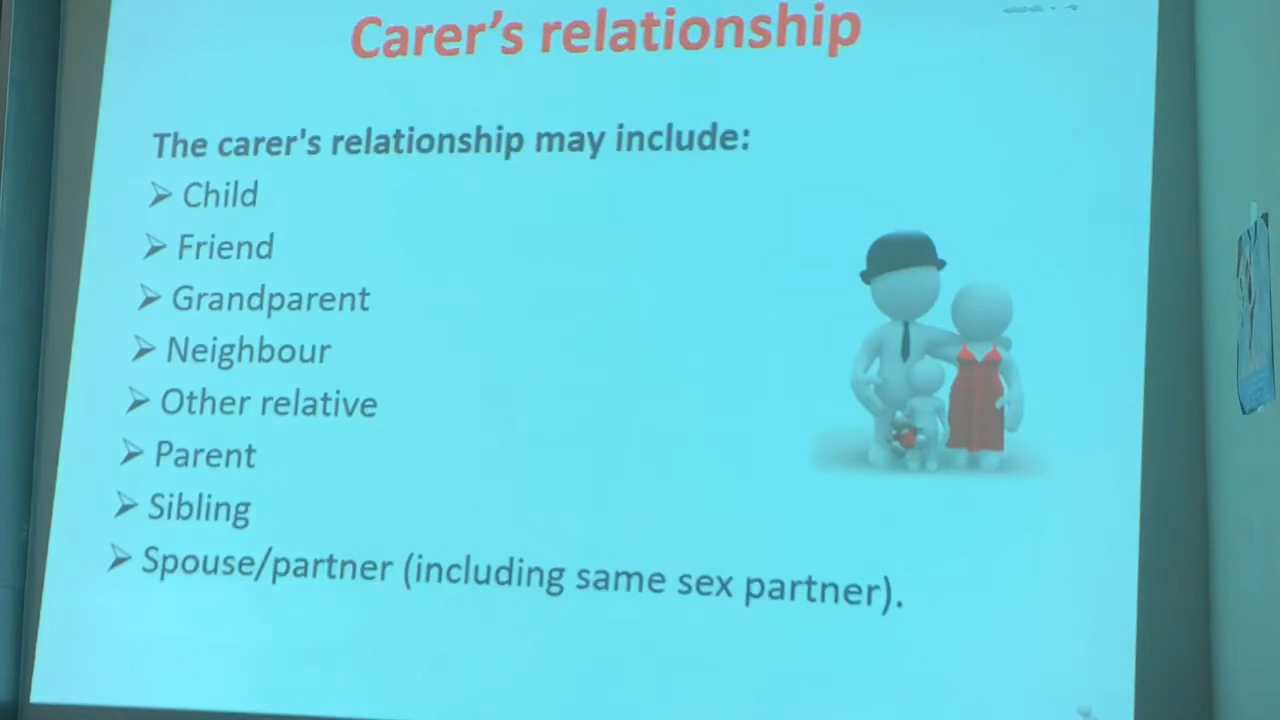 Carer's relationship
The carer's relationship may include:
Child
Friend
Grandparent
Neighbour
Other relative
Parent
Sibling
Spouse/partner (including same sex partner).